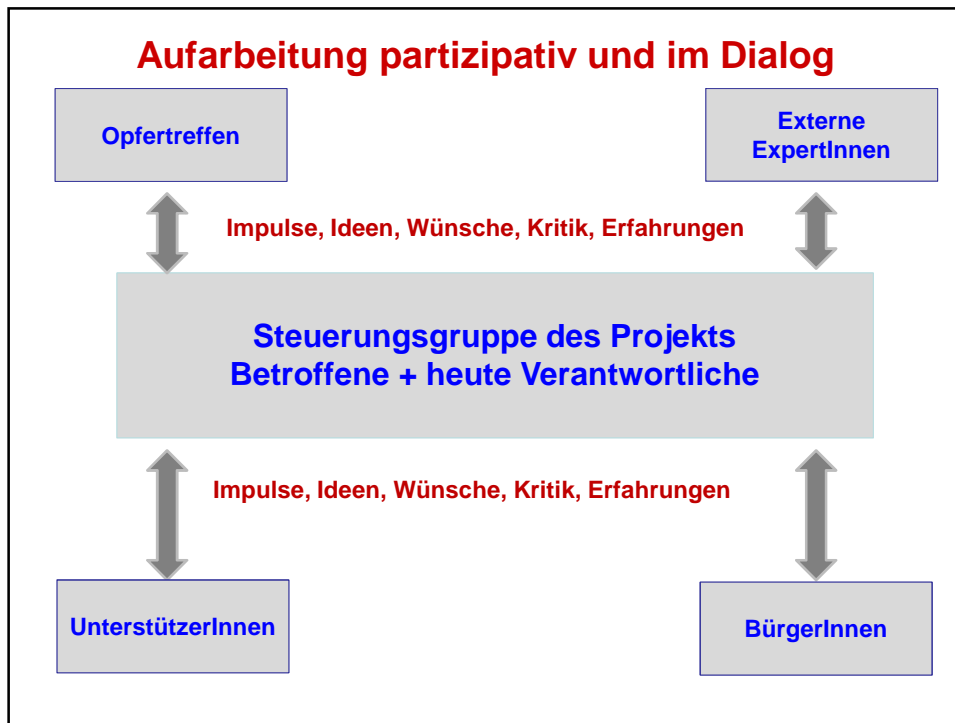 Aufarbeitung partizipativ und im Dialog
Opfertreffen
Externe
ExpertInnen
Impulse, Ideen, Wünsche, Kritik, Erfahrungen
Steuerungsgruppe des Projekts
Betroffene + heute Verantwortliche
Impulse, Ideen, Wünsche, Kritik, Erfahrungen
UnterstützerInnen
BürgerInnen